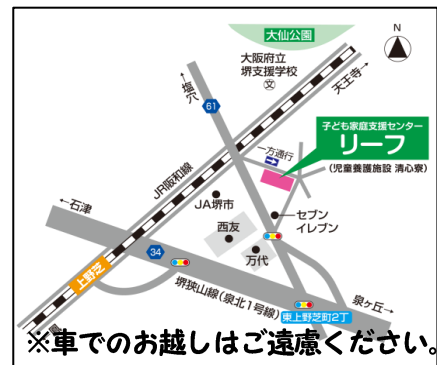 N
大仙公園
大阪府立
堺支援学校
文
天王寺→
←塩穴
61
子ども家庭支援センター
リーフ
(児童養護施設 清心寮)
一方通行
JR阪和線
←石津
JA堺市
セブン
イレブン
西友
万代
34
上野芝
堺狭山線(泉北1号線)
泉ヶ丘→
東上野芝町2丁
※車でのお越しはご遠慮ください。